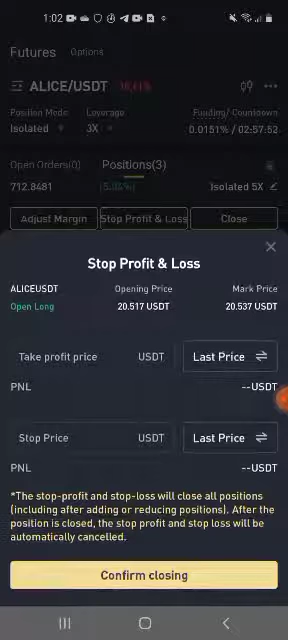 1:02
Futures Options
ALICE/USDT
Position Mode Leverage Funding/ Countdown
Isolated 3X 0.0151% / 02:57:52
Open Orders(0) Positions(3)
712.8481 Isolated 5X
Adjust Margin Stop Profit & Loss Close
Stop Profit & Loss
ALICEUSDT Opening Price Mark Price
Open Long 20.517 USDT 20.537 USDT
Take profit price USDT Last Price
PNL --USDT
Stop Price USDT Last Price
PNL --USDT
*The stop-profit and stop-loss will close all positions
(including after adding or reducing positions). After the
position is closed, the stop profit and stop loss will be
automatically cancelled.
Confirm closing